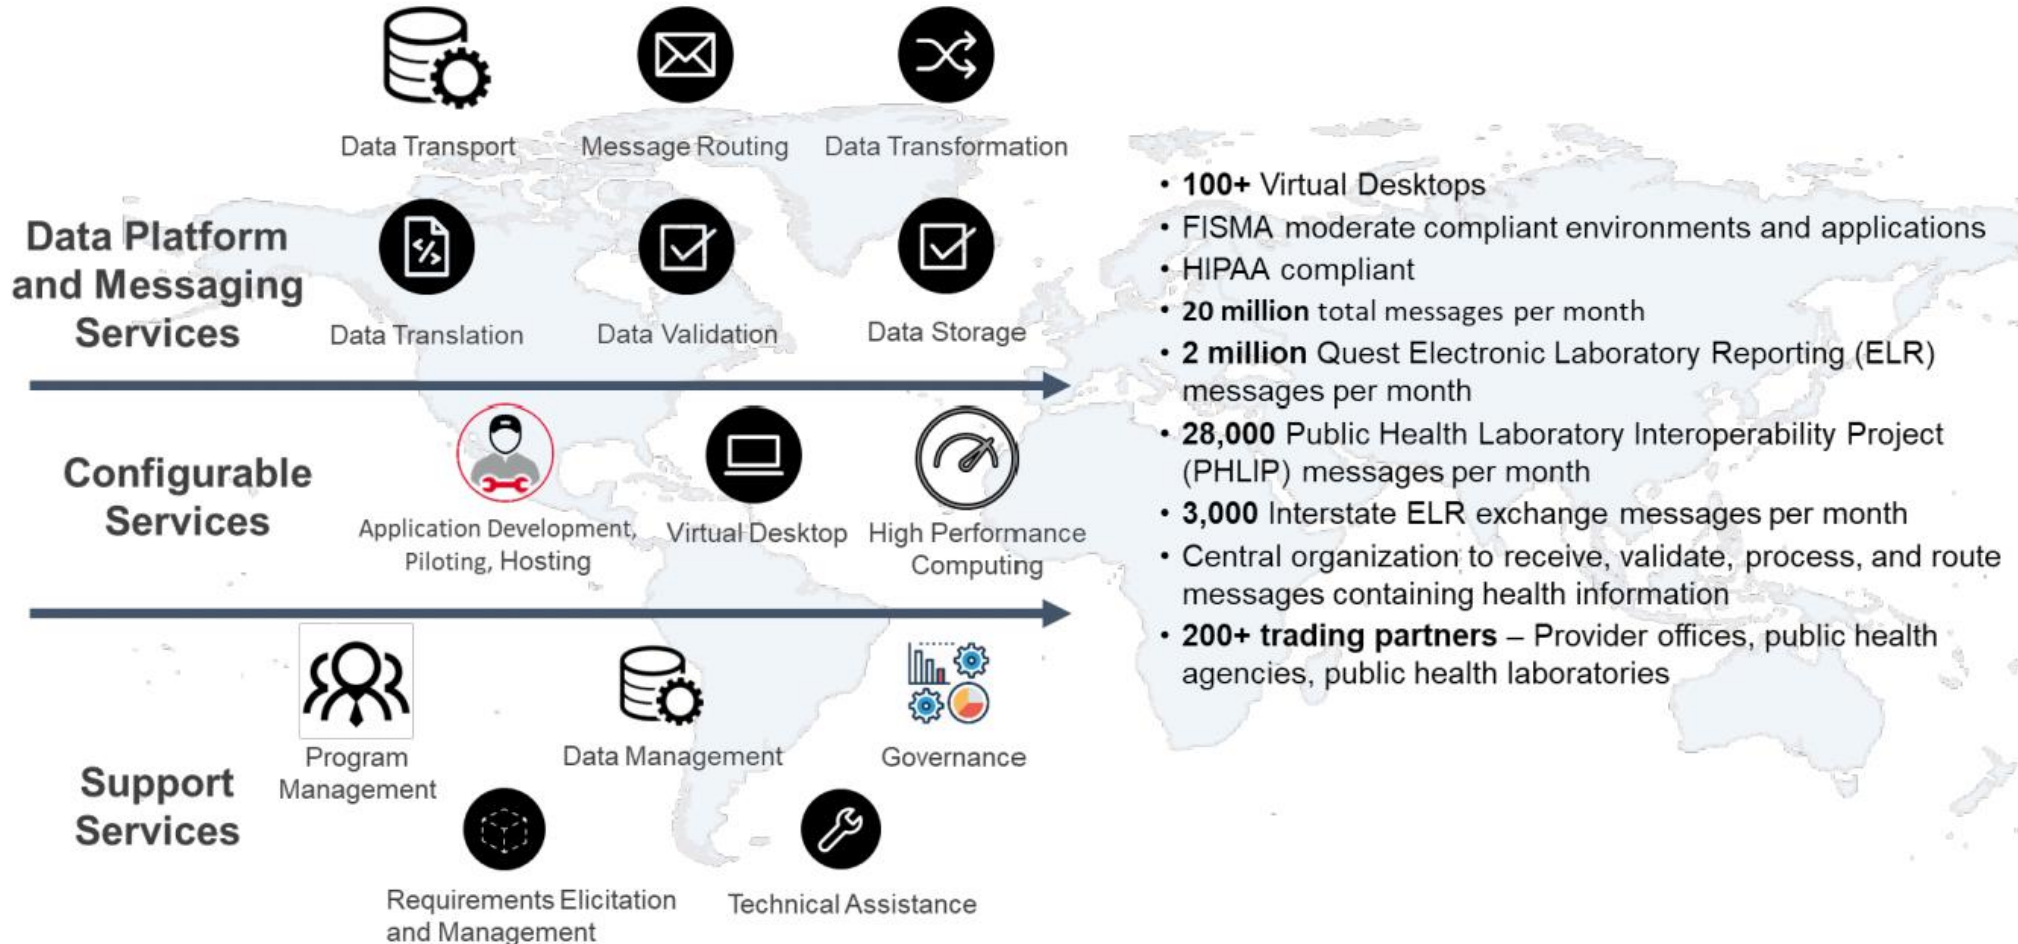 Data Transport
Message Routing
Data Transformation
Data Platform
and Messaging
Services
Data Translation
Data Validation
Data Storage
Configurable
Services
Application Development,
Piloting, Hosting
Virtual Desktop
High Performance
Computing
Support
Services
Program
Management
Data Management
Governance
Requirements Elicitation
and Management
Technical Assistance
• 100+ Virtual Desktops
• FISMA moderate compliant environments and applications
• HIPAA compliant
• 20 million total messages per month
• 2 million Quest Electronic Laboratory Reporting (ELR)
messages per month
• 28,000 Public Health Laboratory Interoperability Project
(PHLIP) messages per month
• 3,000 Interstate ELR exchange messages per month
• Central organization to receive, validate, process, and route
messages containing health information
• 200+ trading partners – Provider offices, public health
agencies, public health laboratories